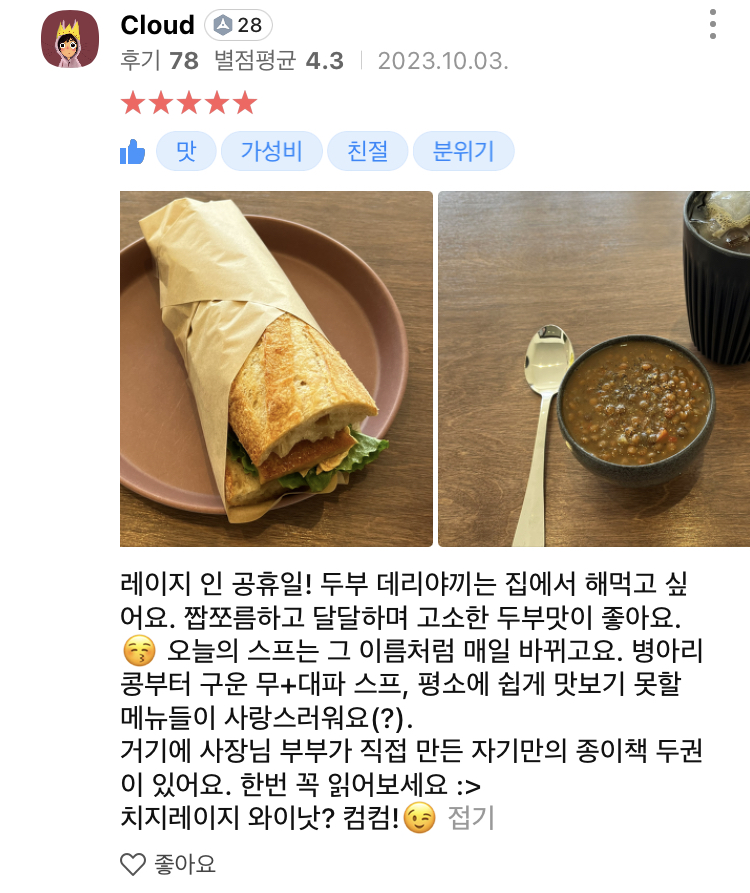 Cloud 28
후기 78 별점평균 4.3 2023.10.03.
맛 가성비 친절 분위기
레이지 인 공휴일! 두부 데리야끼는 집에서 해먹고 싶
어요. 짭쪼름하고 달달하며 고소한 두부맛이 좋아요.
😚 오늘의 스프는 그 이름처럼 매일 바뀌고요. 병아리
콩부터 구운 무+대파 스프, 평소에 쉽게 맛보기 못할
메뉴들이 사랑스러워요(?).
거기에 사장님 부부가 직접 만든 자기만의 종이책 두권
이 있어요. 한번 꼭 읽어보세요 :>
치지레이지 와이낫? 컴컴!😉 접기
좋아요